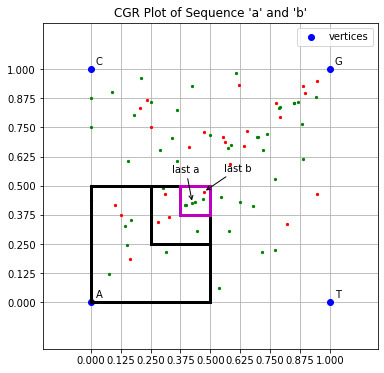 CGR Plot of Sequence 'a' and 'b'
vertices
C
G
1.000
0.875
0.750
0.625
last a
last b
0.500
0.375
0.250
0.125
A
T
0.000
0.000 0.125 0.250 0.375 0.500 0.625 0.750 0.875 1.000